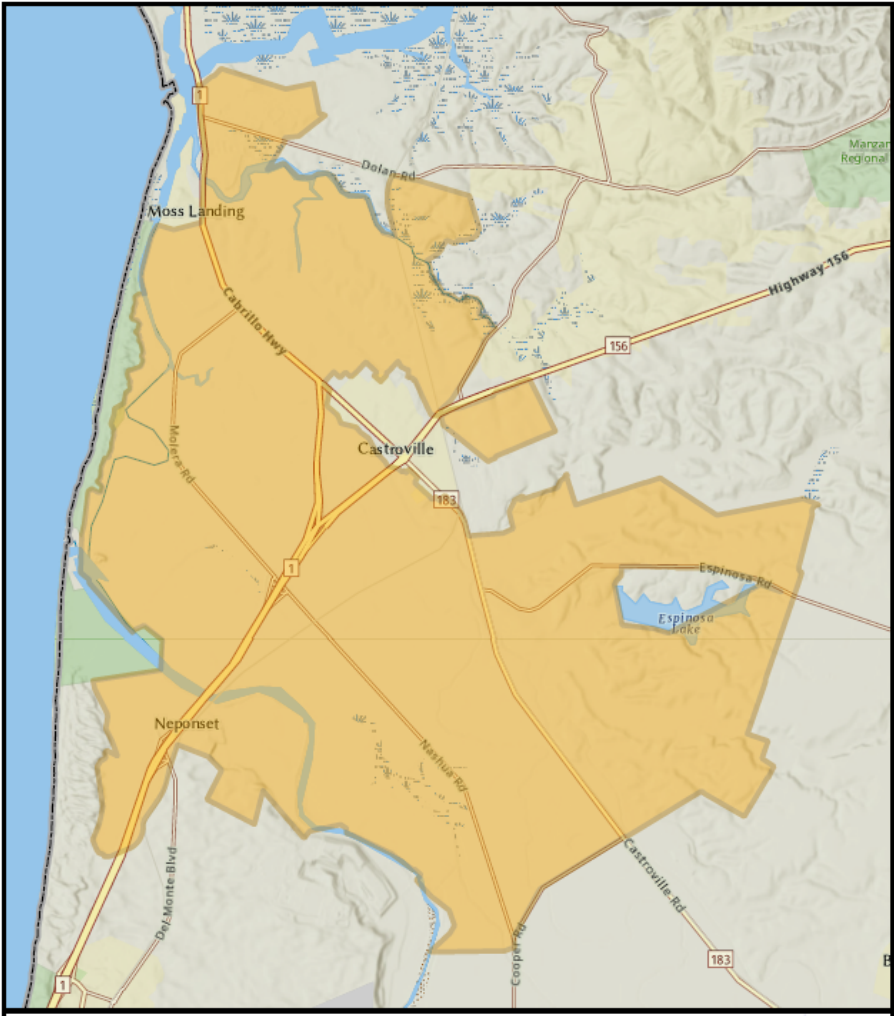 1
Dolan Rd
Manzan
Regional
Moss Landing
Highway 156
Cabrillo Hwy
156
Molera Rd
Castroville
183
1
Espinosa Rd
Espinosa
Lake
Neponset
Nashua Rd
Castroville Rd
Del Monte Blvd
Cooper Rd
183
B
1